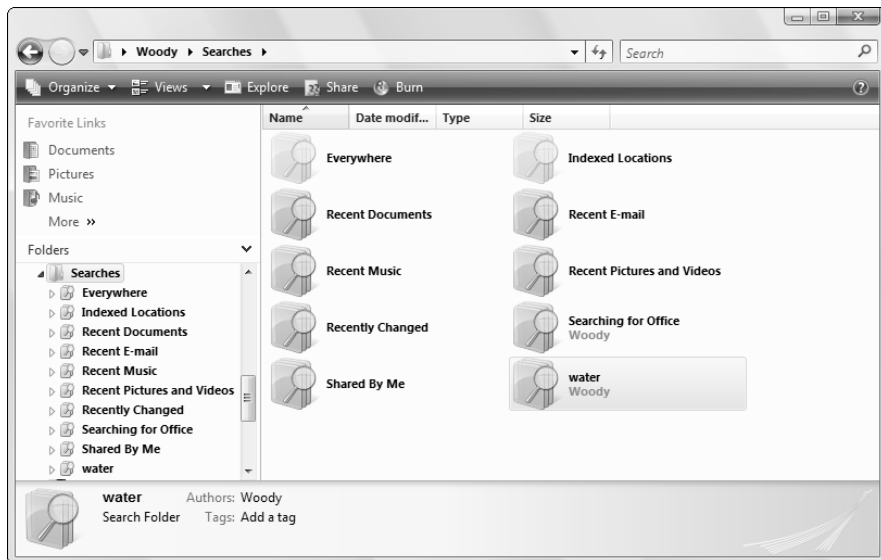 Woody Searches
Search
Organize Views Explore Share Burn
Favorite Links
Documents
Pictures
Music
More »
Folders
Searches
Everywhere
Indexed Locations
Recent Documents
Recent E-mail
Recent Music
Recent Pictures and Videos
Recently Changed
Searching for Office
Shared By Me
water
Name Date modif... Type Size
Everywhere
Indexed Locations
Recent Documents
Recent E-mail
Recent Music
Recent Pictures and Videos
Recently Changed
Searching for Office
Woody
Shared By Me
water
Woody
water Authors: Woody
Search Folder Tags: Add a tag